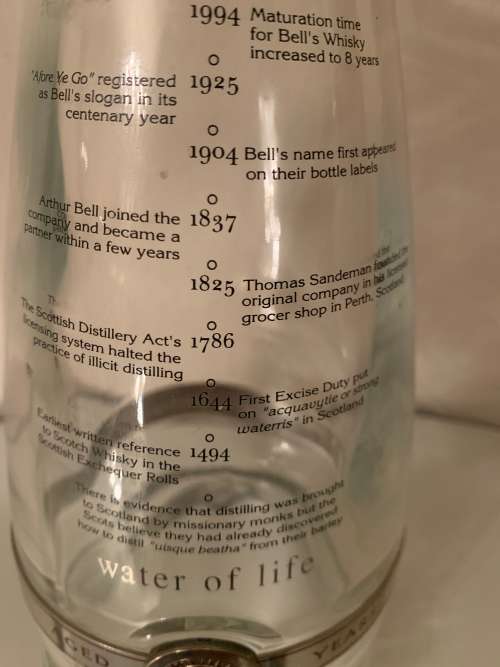 1994 Maturation time
for Bell's Whisky
increased to 8 years
"Afore Ye Go" registered 1925
as Bell's slogan in its
centenary year
1904 Bell's name first appeared
on their bottle labels
Arthur Bell joined the 1837
company and became a
partner within a few years
1825 Thomas Sandeman founded the
original company in his licensed
grocer shop in Perth, Scotland
The Scottish Distillery Act's 1786
licensing system halted the
practice of illicit distilling
1644 First Excise Duty put
on "acquavytie or strong
waterris" in Scotland
Earliest written reference 1494
to Scotch Whisky in the
Scottish Exchequer Rolls
There is evidence that distilling was brought
to Scotland by missionary monks but the
Scots believe they had already discovered
how to distil "uisque beatha" from their barley
water of life
AGED YEARS